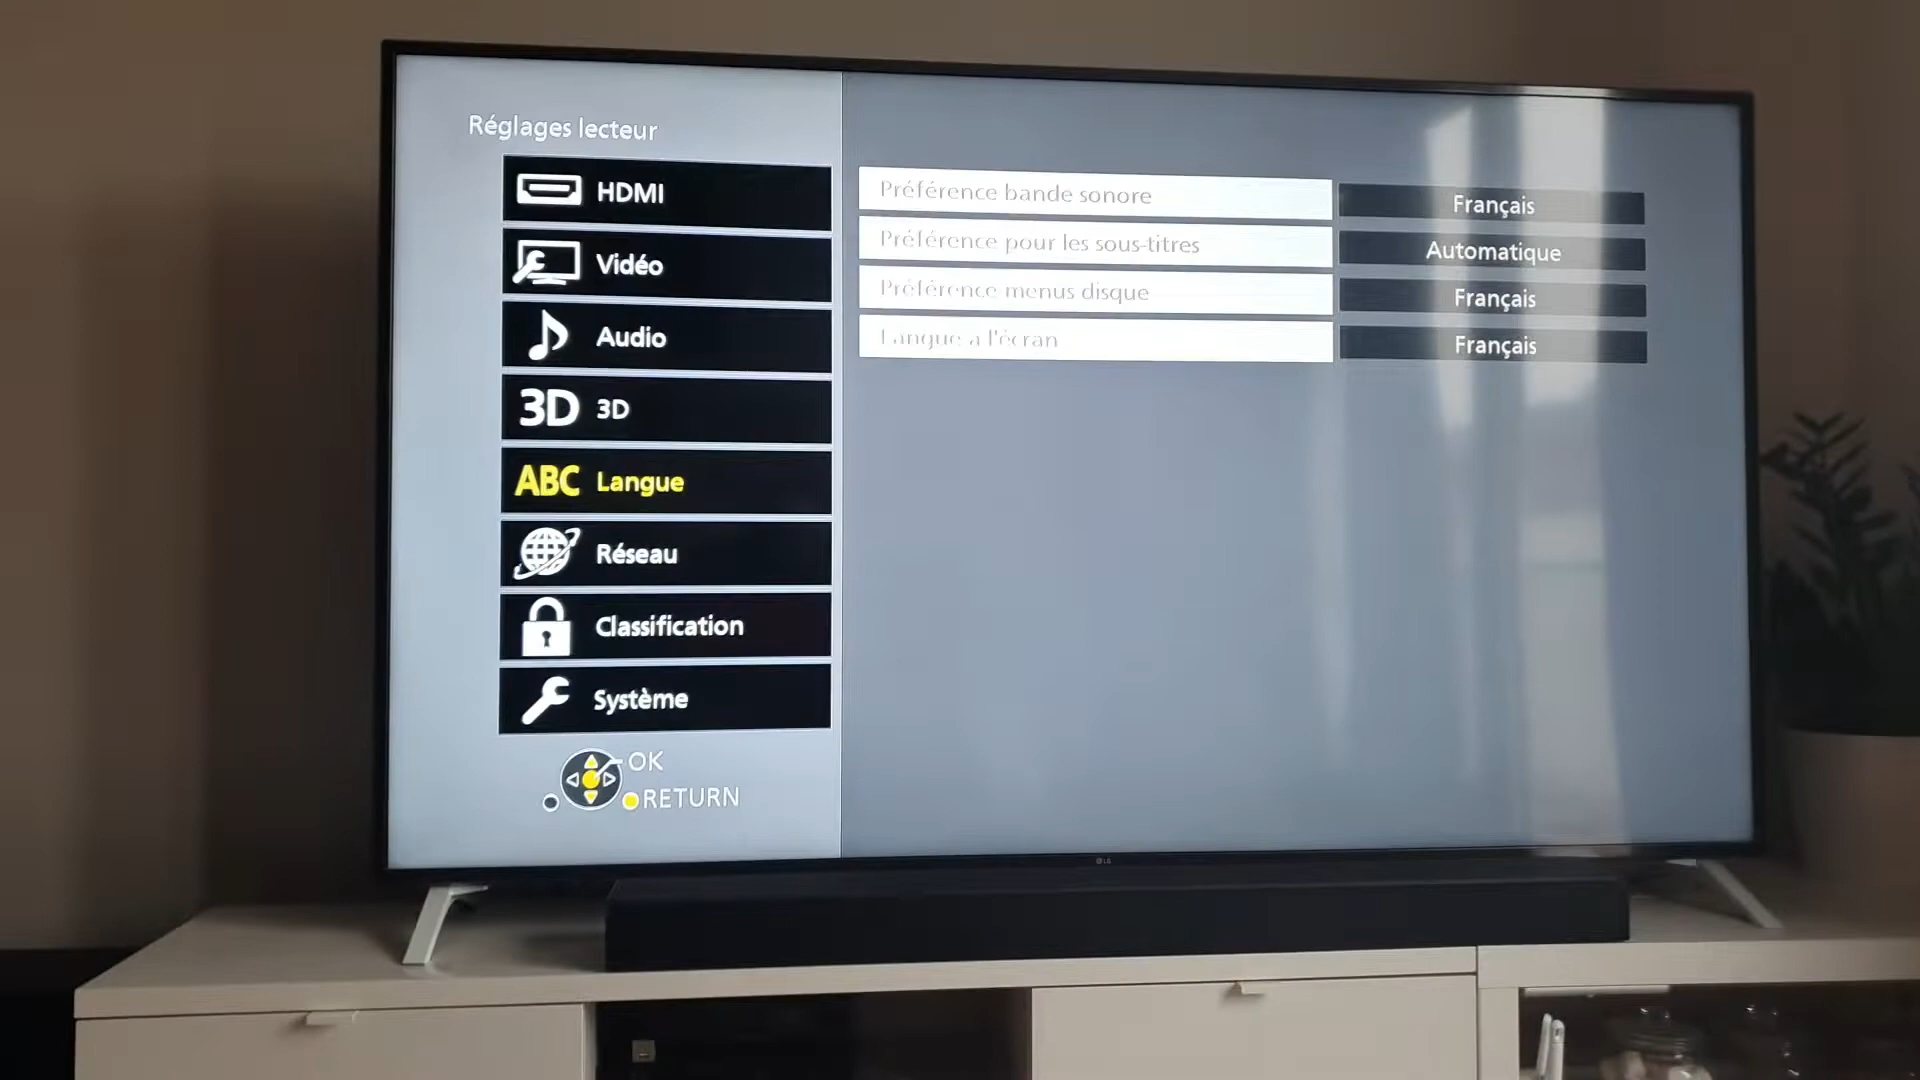 Réglages lecteur
HDMI
Vidéo
Audio
3D 3D
ABC Langue
Réseau
Classification
Système
OK
RETURN
Préférence bande sonore Français
Préférence pour les sous-titres Automatique
Préférence menus disque Français
Langue a l'écran Français
LG